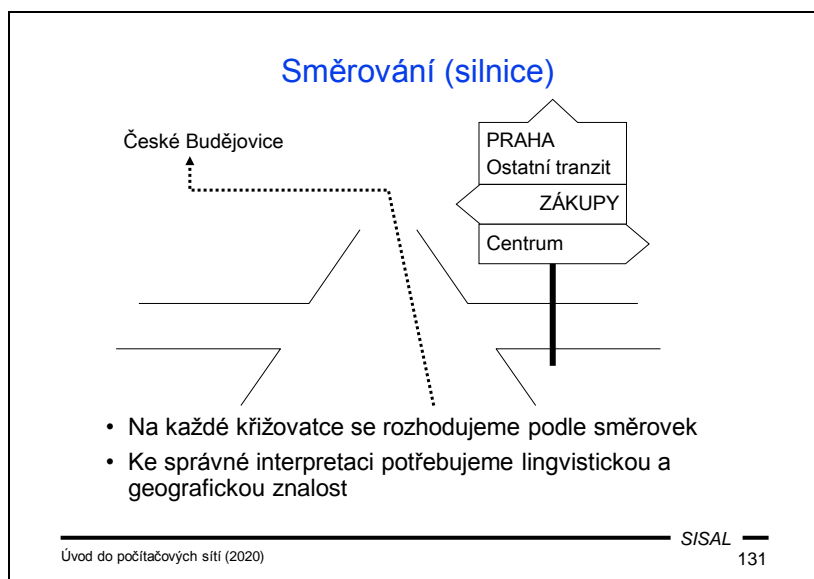 Směrování (silnice)
České Budějovice
PRAHA
Ostatní tranzit
ZÁKUPY
Centrum
• Na každé křižovatce se rozhodujeme podle směrovek
• Ke správné interpretaci potřebujeme lingvistickou a
geografickou znalost
SISAL
Úvod do počítačových sítí (2020)
131